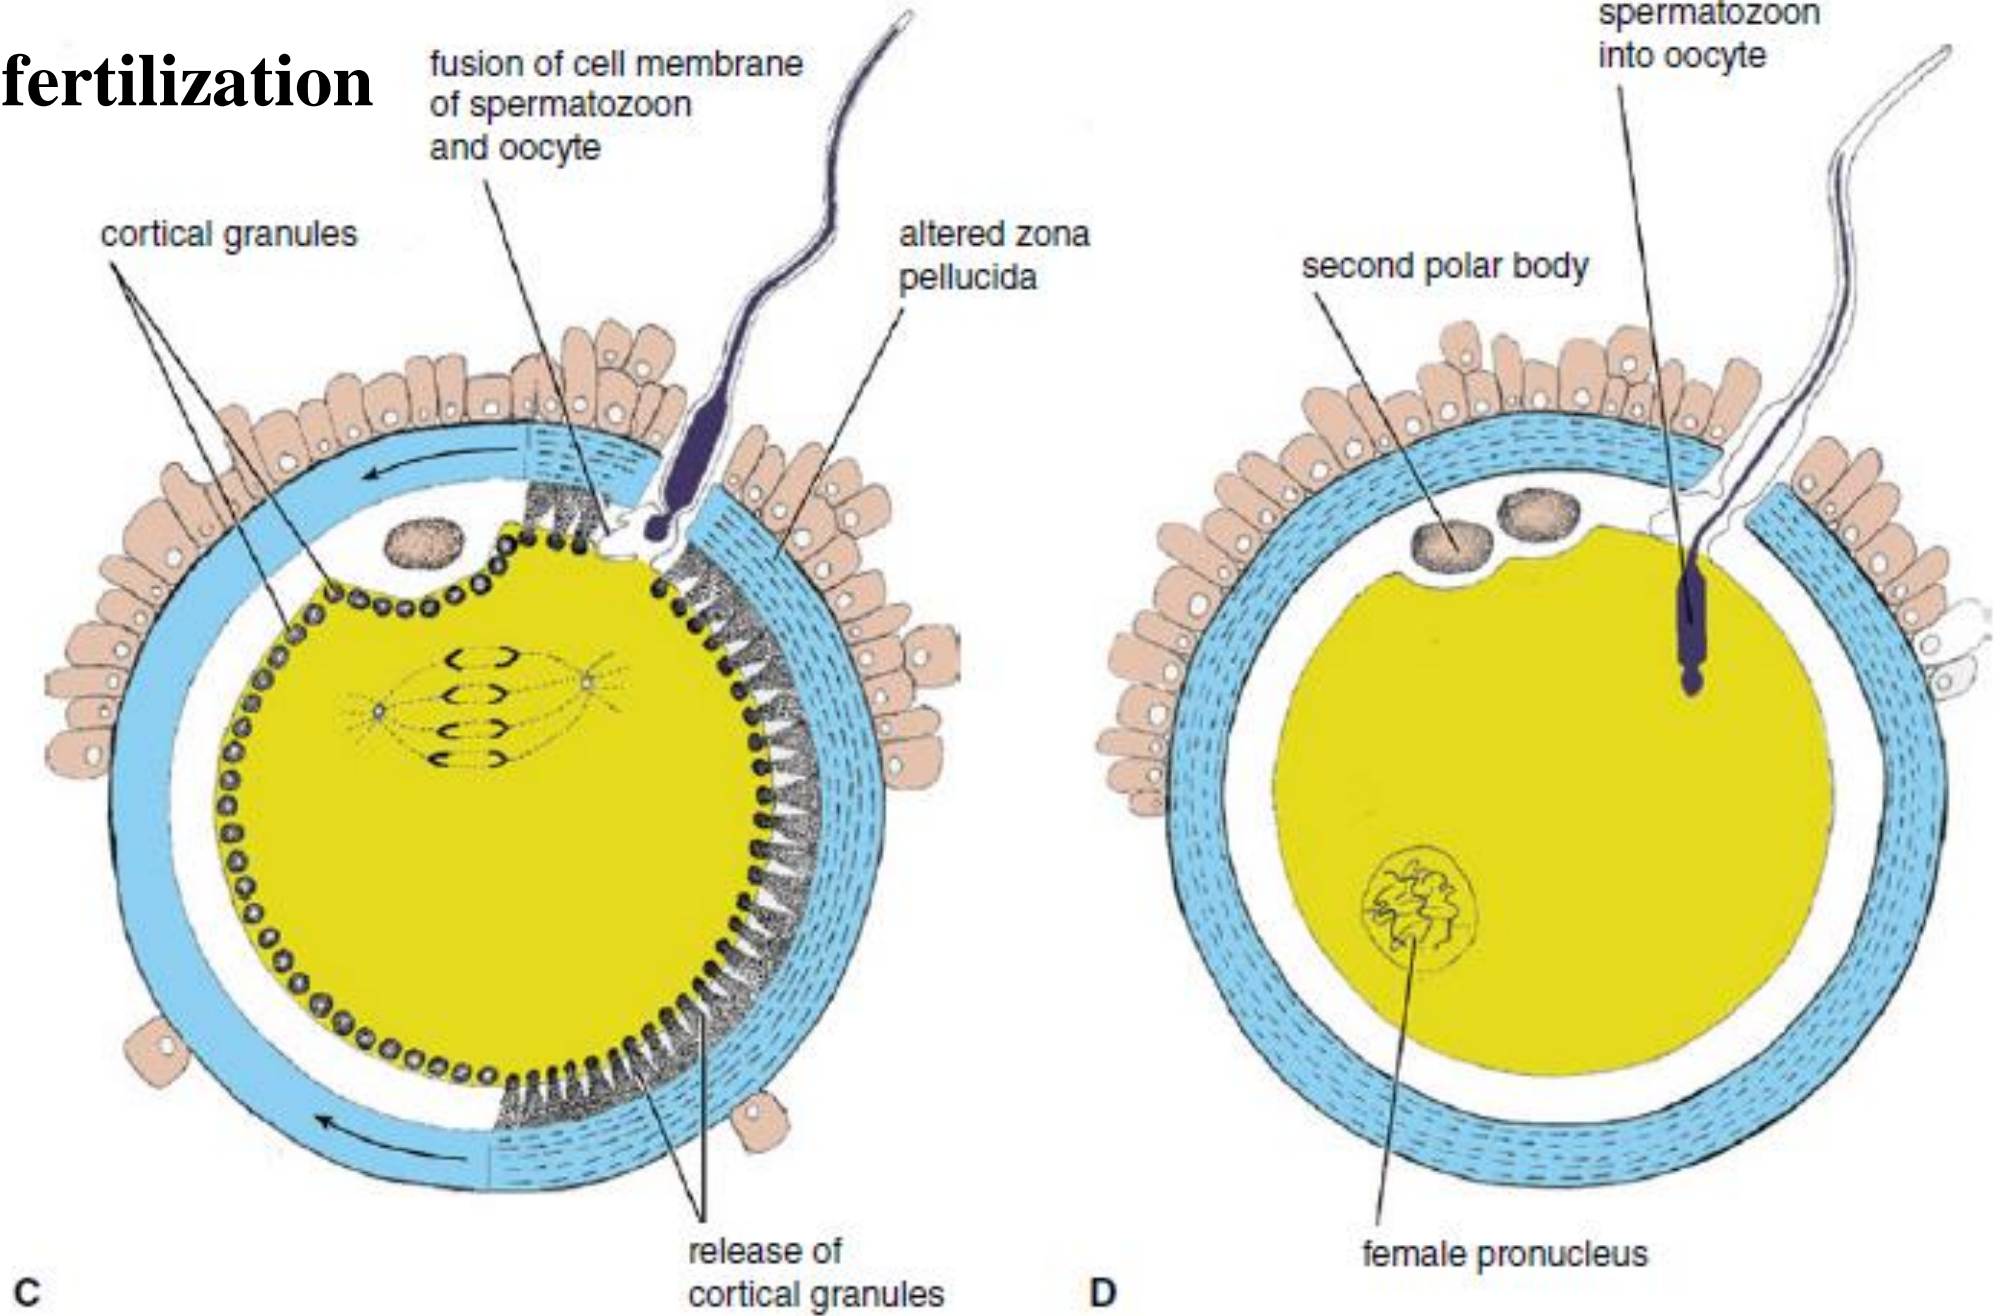 fertilization
fusion of cell membrane
of spermatozoon
and oocyte
cortical granules
altered zona
pellucida
release of
cortical granules
C
spermatozoon
into oocyte
second polar body
female pronucleus
D